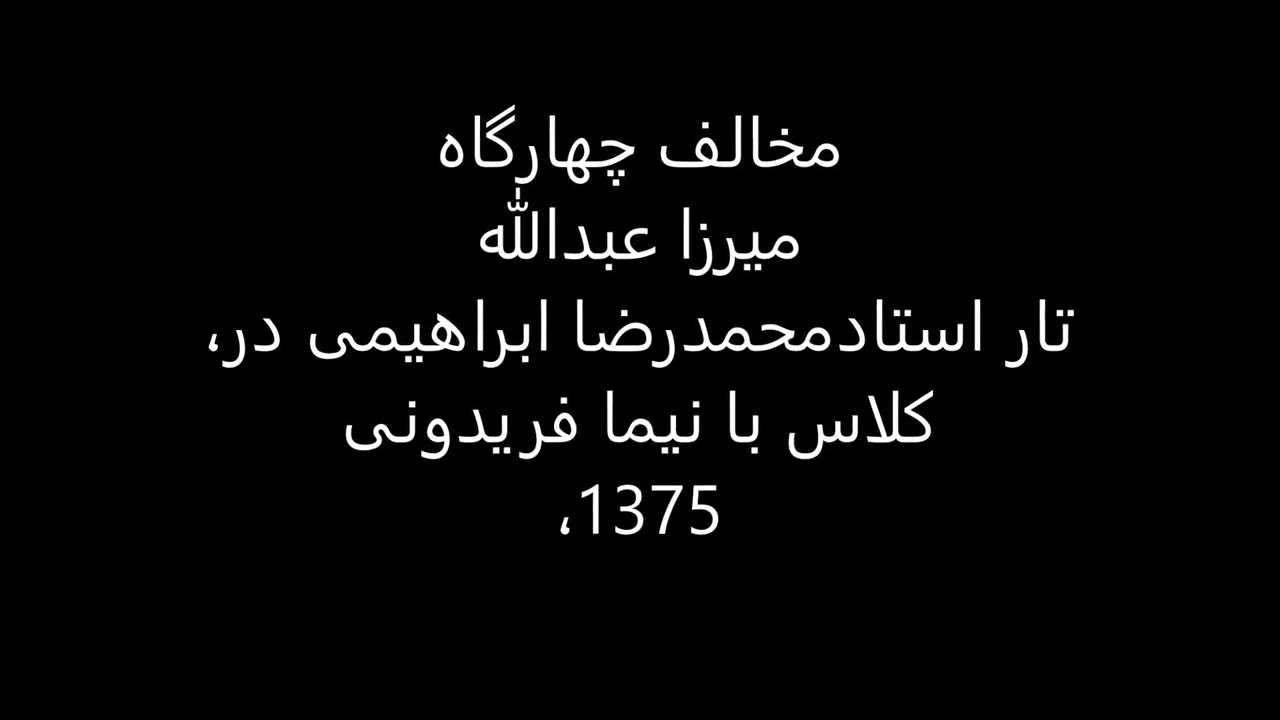 مخالف چهارگاه
میرزا عبدالله
تار استادمحمدرضا ابراهیمی در،
کلاس با نیما فریدونی
1375،